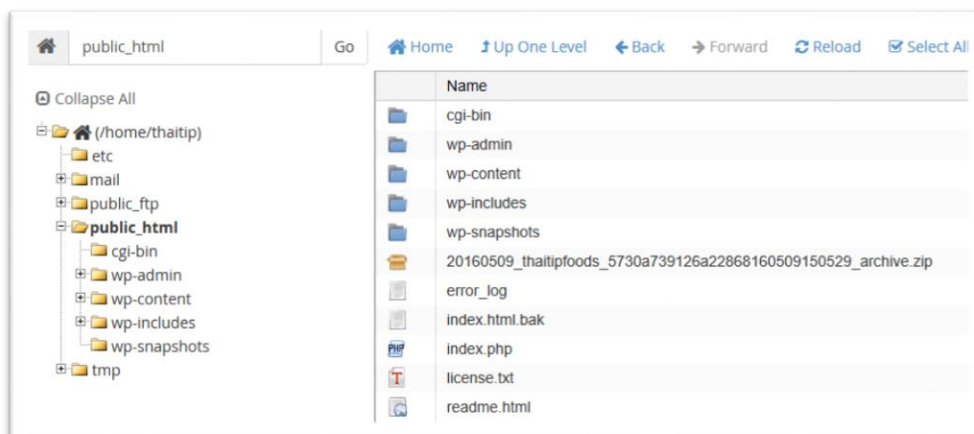 public_html Go Home Up One Level Back Forward Reload Select All
Collapse All
(/home/thaitip)
etc
mail
public_ftp
public_html
cgi-bin
wp-admin
wp-content
wp-includes
wp-snapshots
tmp
Name
cgi-bin
wp-admin
wp-content
wp-includes
wp-snapshots
20160509_thaitipfoods_5730a739126a22868160509150529_archive.zip
error_log
index.html.bak
PHP index.php
T license.txt
readme.html